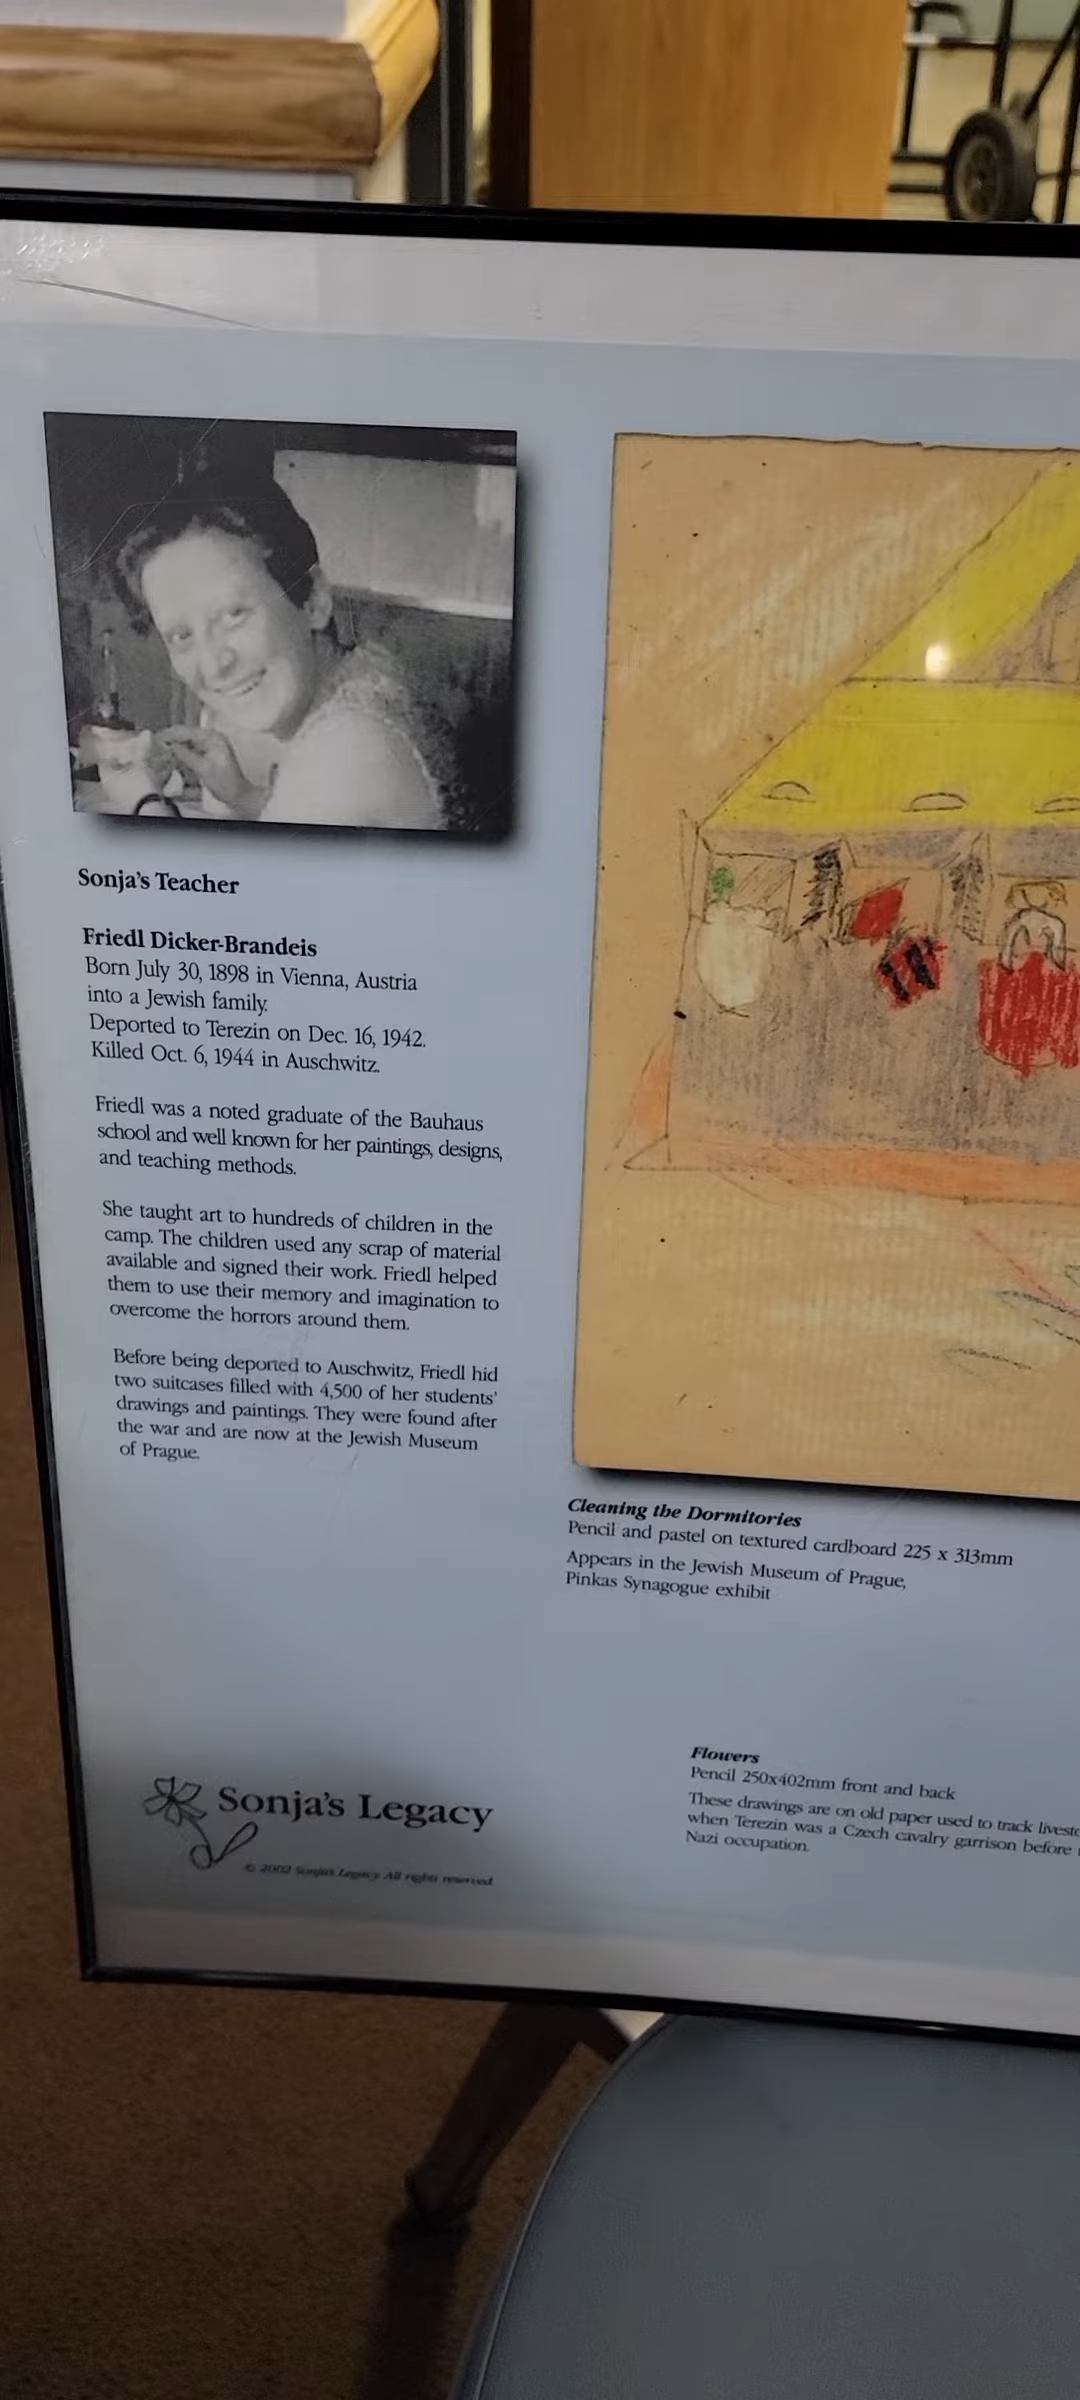 Sonja's Teacher
Friedl Dicker-Brandeis
Born July 30, 1898 in Vienna, Austria
into a Jewish family.
Deported to Terezin on Dec. 16, 1942.
Killed Oct. 6, 1944 in Auschwitz.
Friedl was a noted graduate of the Bauhaus
school and well known for her paintings, designs,
and teaching methods.
She taught art to hundreds of children in the
camp. The children used any scrap of material
available and signed their work. Friedl helped
them to use their memory and imagination to
overcome the horrors around them.
Before being deported to Auschwitz, Friedl hid
two suitcases filled with 4,500 of her students'
drawings and paintings. They were found after
the war and are now at the Jewish Museum
of Prague.
Cleaning the Dormitories
Pencil and pastel on textured cardboard 225 x 313mm
Appears in the Jewish Museum of Prague,
Pinkas Synagogue exhibit
Flowers
Pencil 250x402mm front and back
These drawings are on old paper used to track
when Terezin was a Czech cavalry garrison before
Nazi occupation.
Sonja's Legacy
© 2002 Sonja's Legacy. All rights reserved.